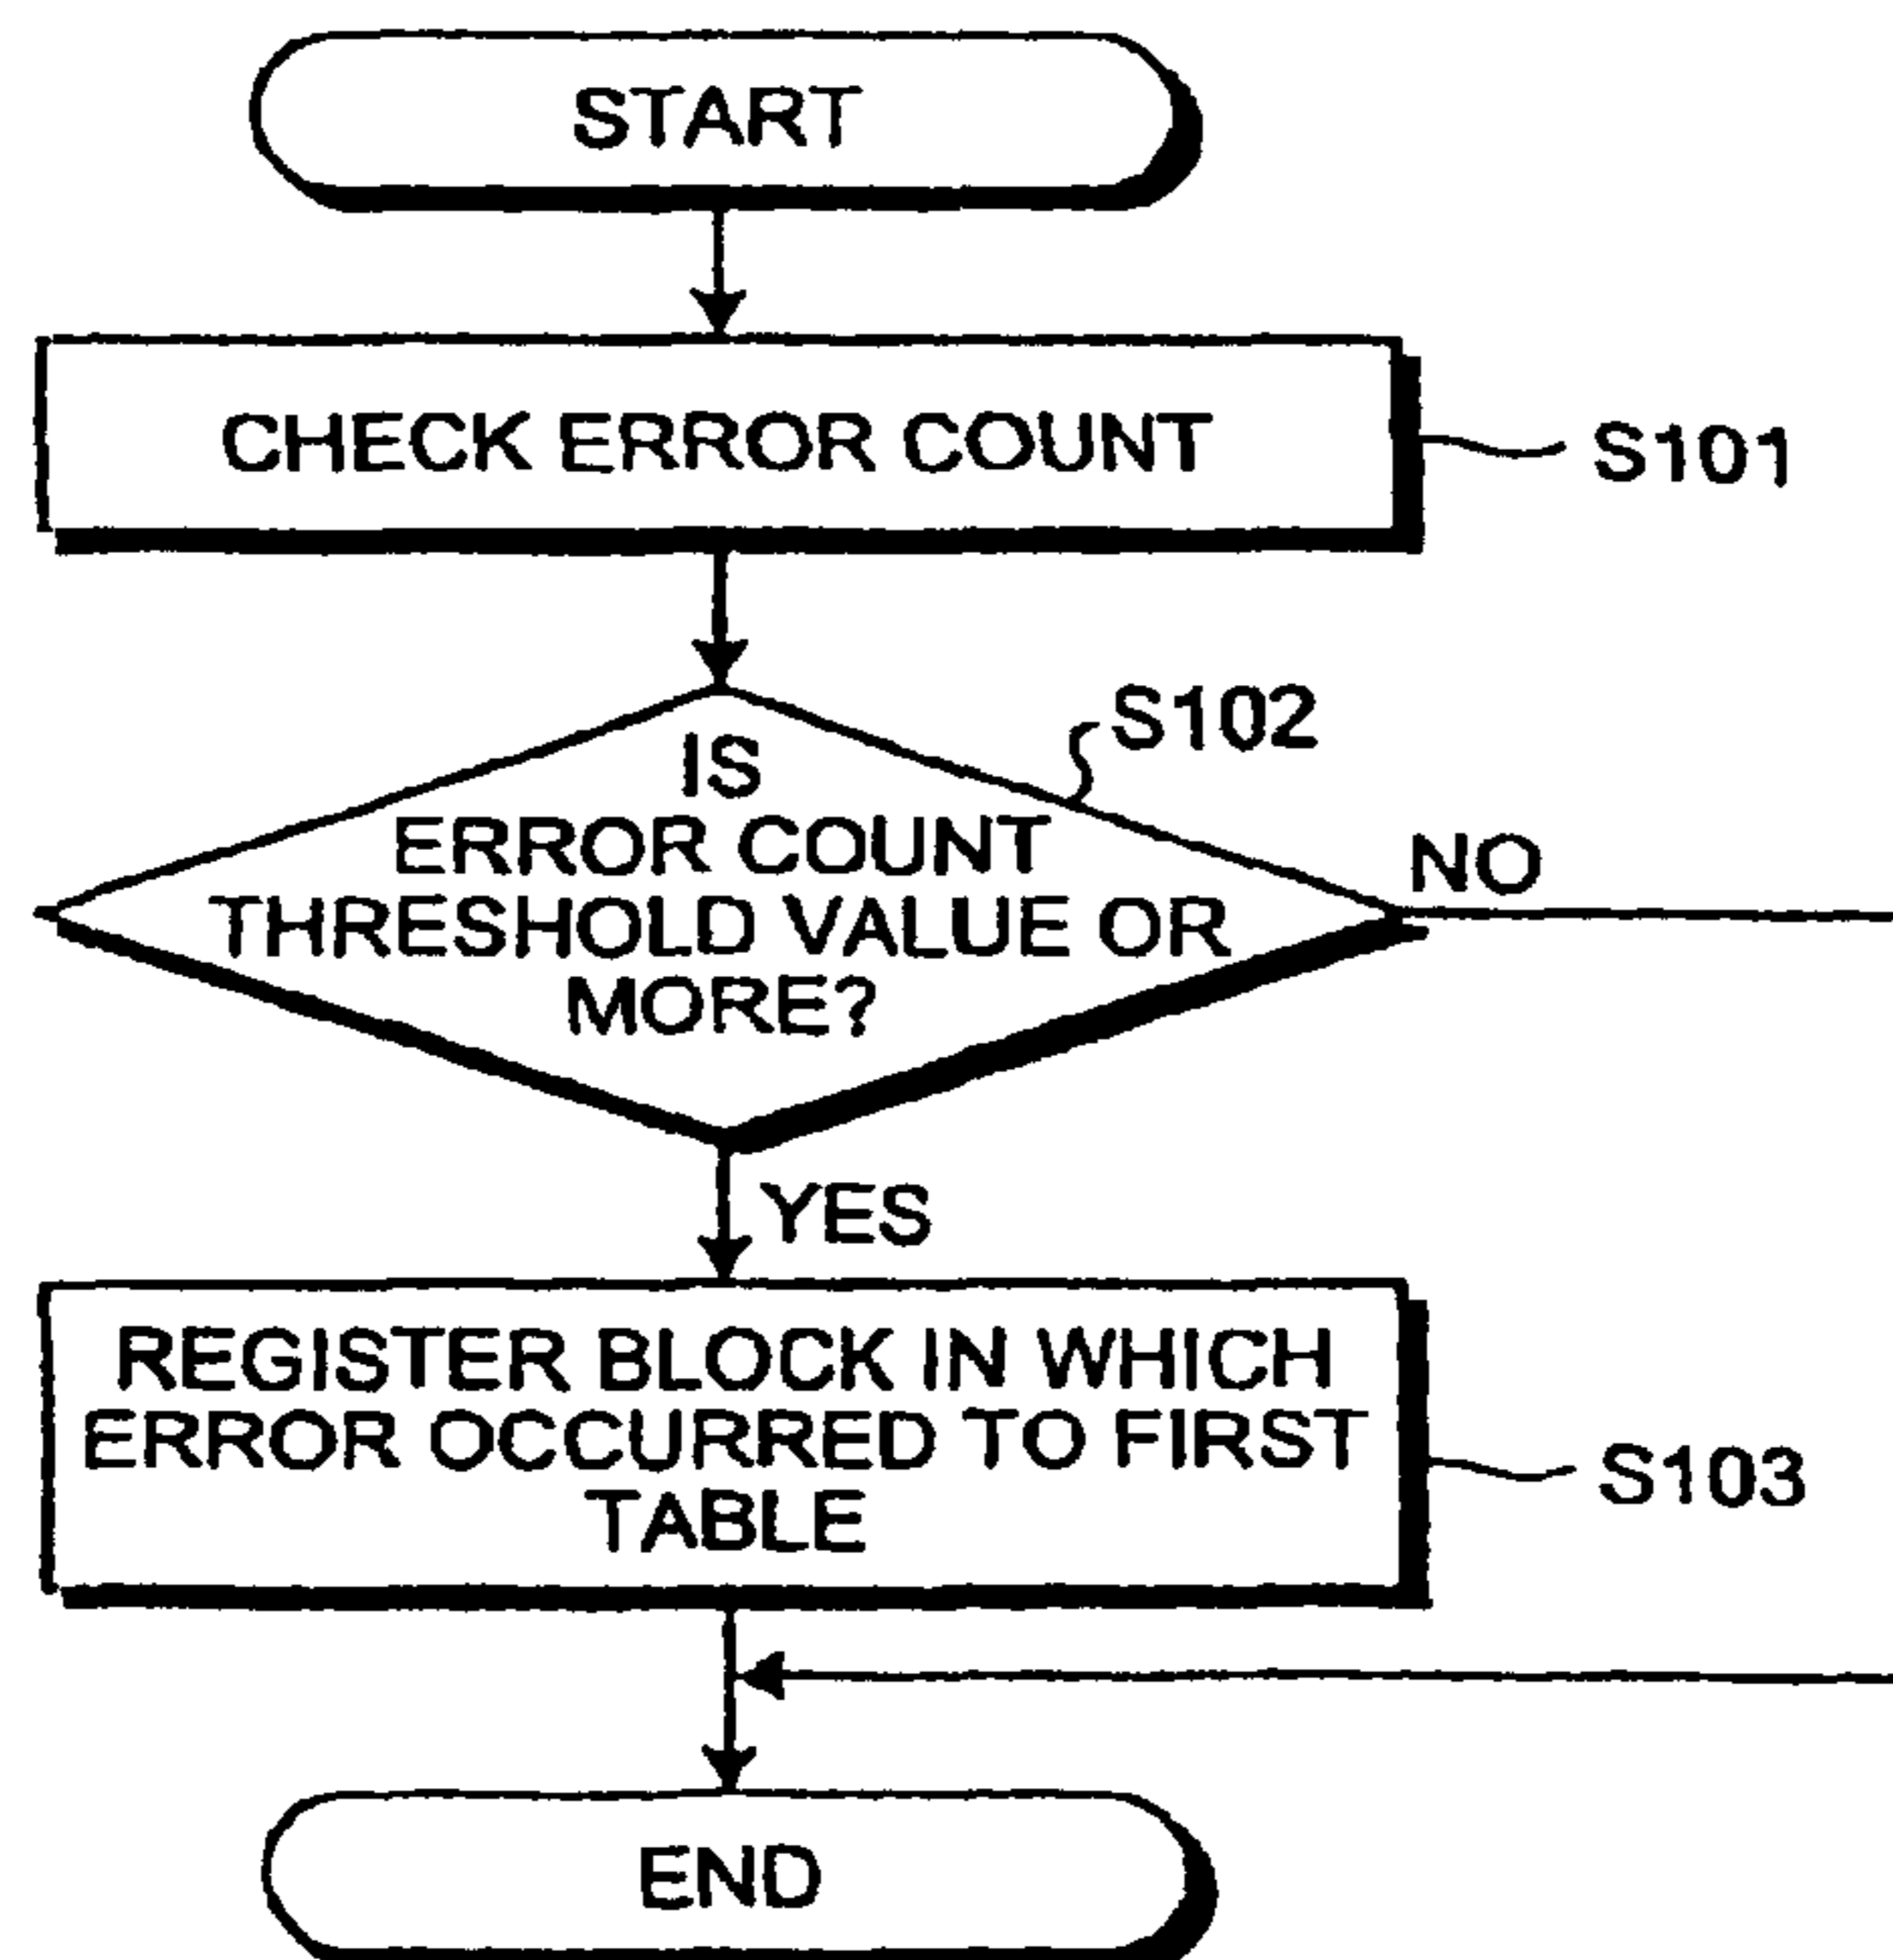 START
CHECK ERROR COUNT
S101
S102
IS
ERROR COUNT
THRESHOLD VALUE OR
MORE?
NO
YES
REGISTER BLOCK IN WHICH
ERROR OCCURRED TO FIRST
TABLE
S103
END